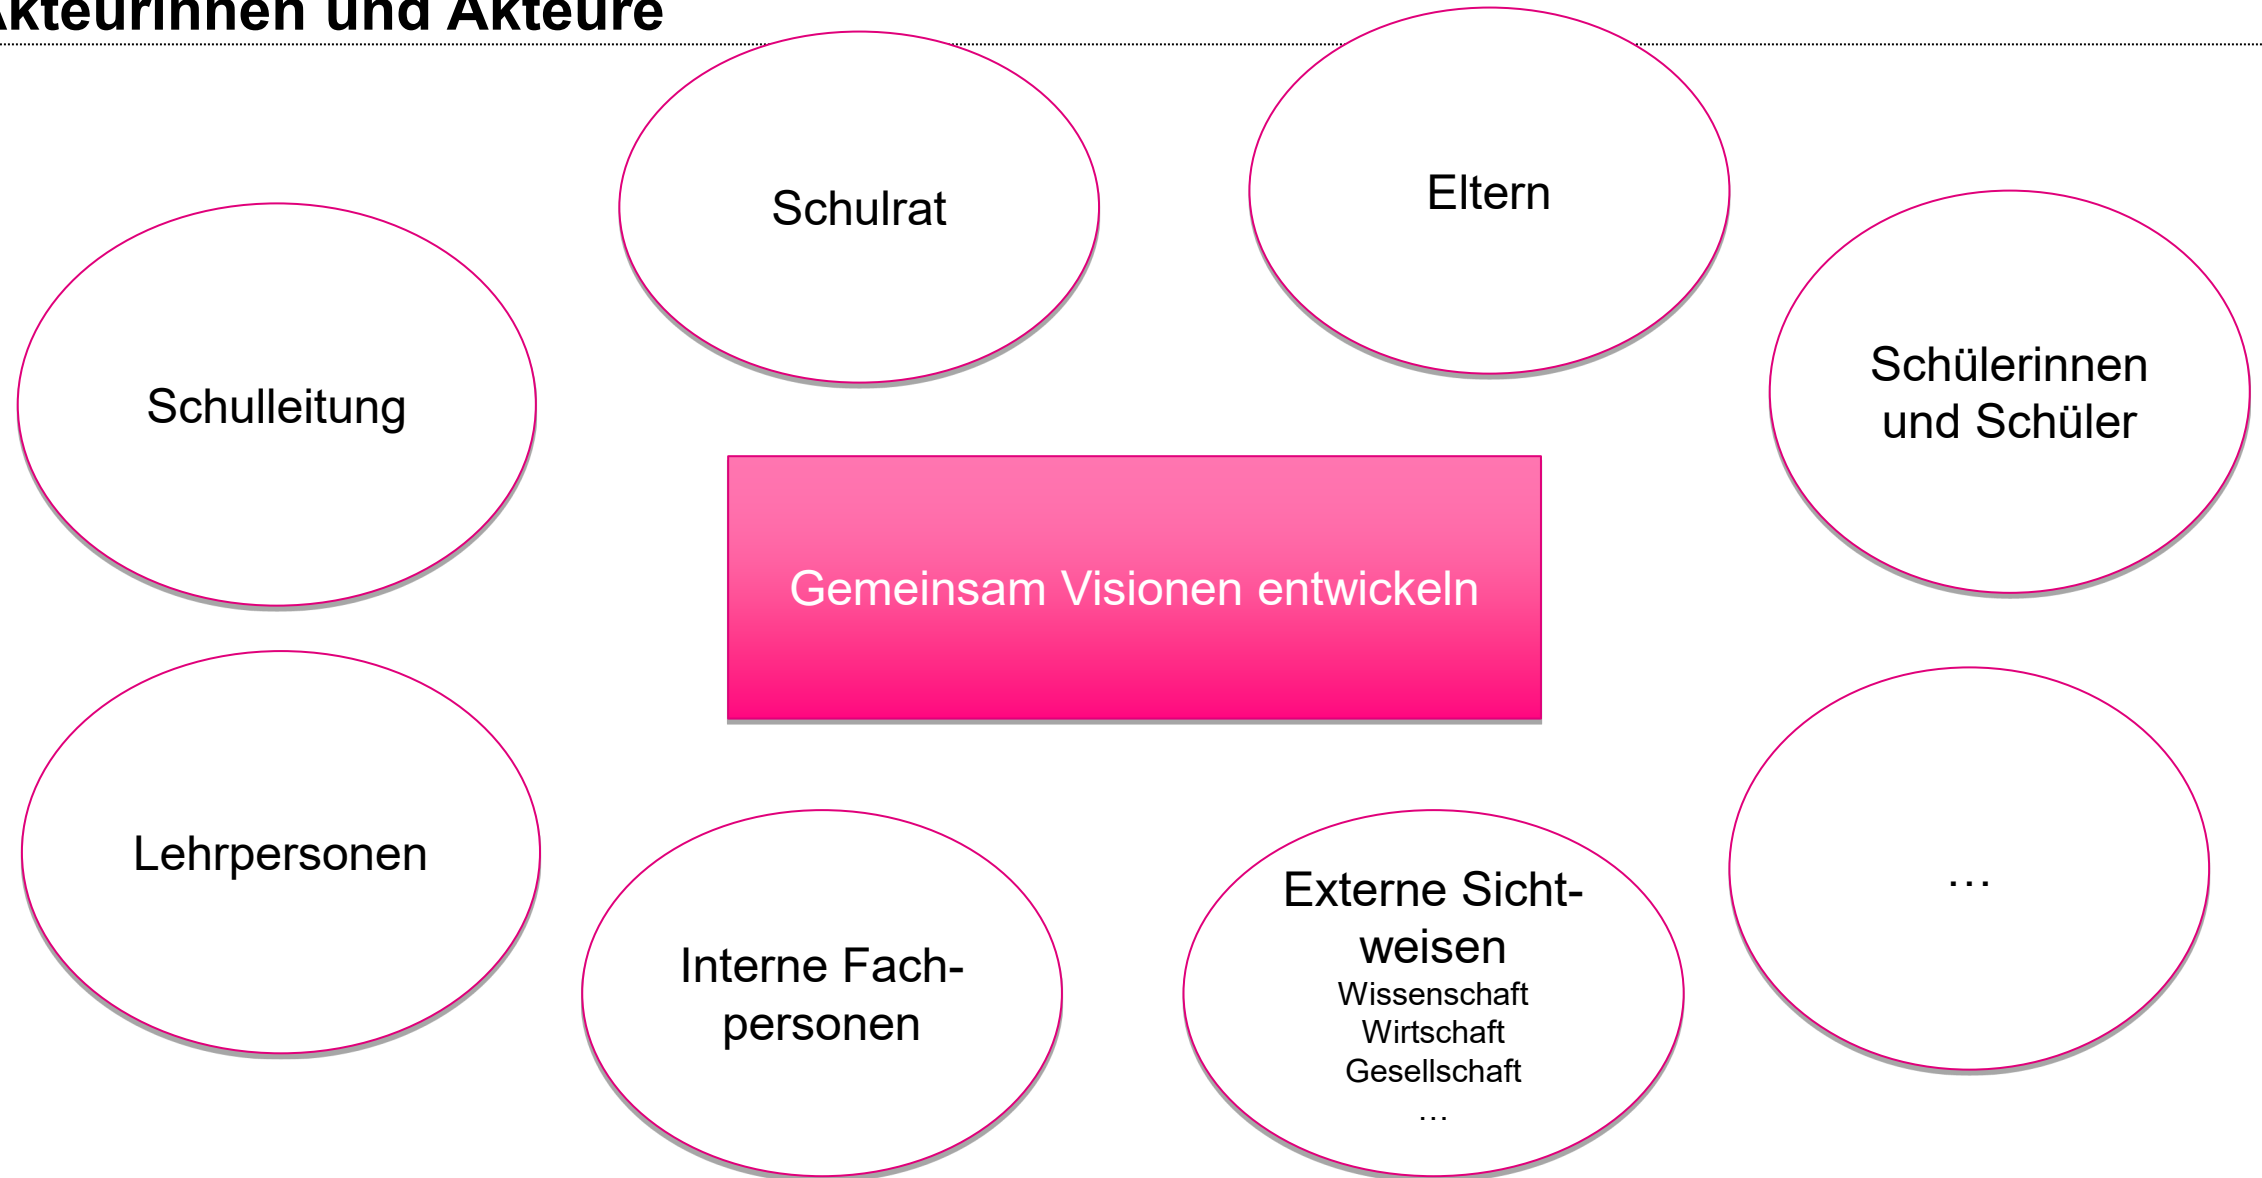 Akteurinnen und Akteure
Schulrat
Eltern
Schulleitung
Schülerinnen
und Schüler
Gemeinsam Visionen entwickeln
Lehrpersonen
Interne Fach-
personen
Externe Sicht-
weisen
Wissenschaft
Wirtschaft
Gesellschaft
…
…